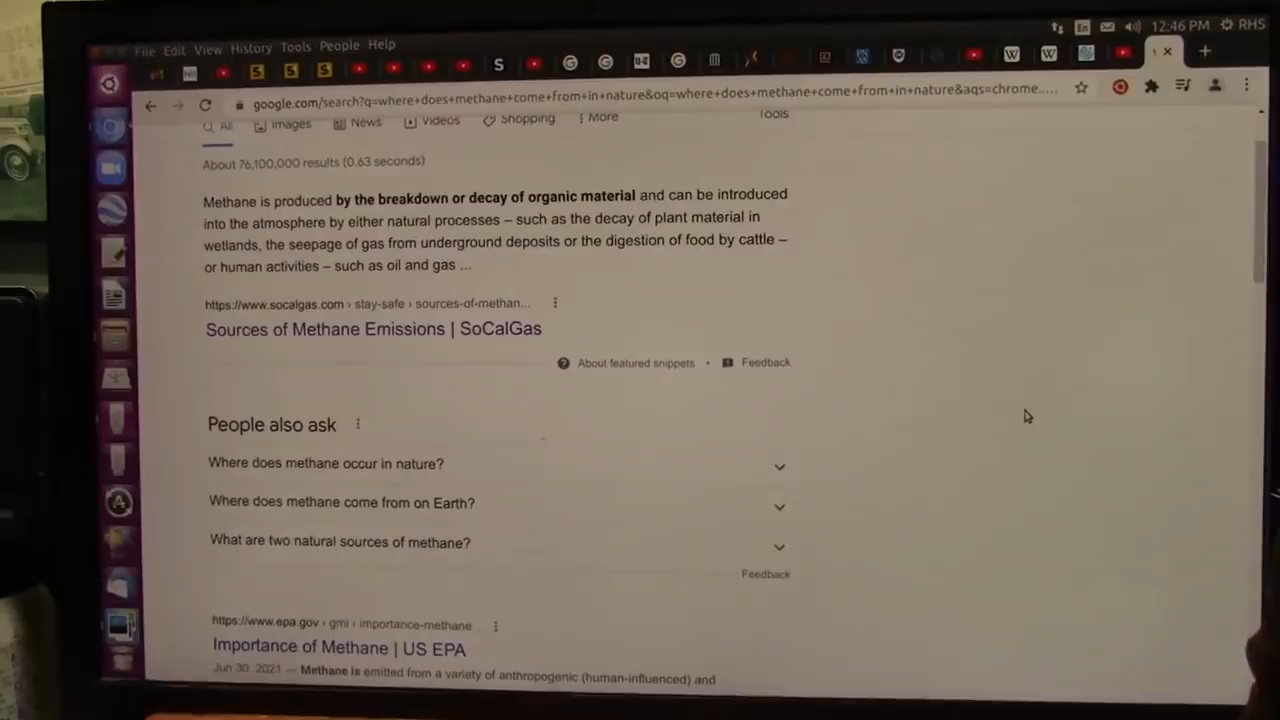 File Edit View History Tools People Help
En 12:46 PM RHS
google.com/search?q=where+does+methane+come+from+in+nature&oq=where+does+methane+come+from+in+nature&aqs=chrome.....
All Images News Videos Shopping More Tools
About 76,100,000 results (0.63 seconds)
Methane is produced by the breakdown or decay of organic material and can be introduced
into the atmosphere by either natural processes – such as the decay of plant material in
wetlands, the seepage of gas from underground deposits or the digestion of food by cattle –
or human activities – such as oil and gas ...
https://www.socalgas.com › stay-safe › sources-of-methan...
Sources of Methane Emissions | SoCalGas
About featured snippets • Feedback
People also ask
Where does methane occur in nature?
Where does methane come from on Earth?
What are two natural sources of methane?
Feedback
https://www.epa.gov › gmi › importance-methane
Importance of Methane | US EPA
Jun 30, 2021 — Methane is emitted from a variety of anthropogenic (human-influenced) and